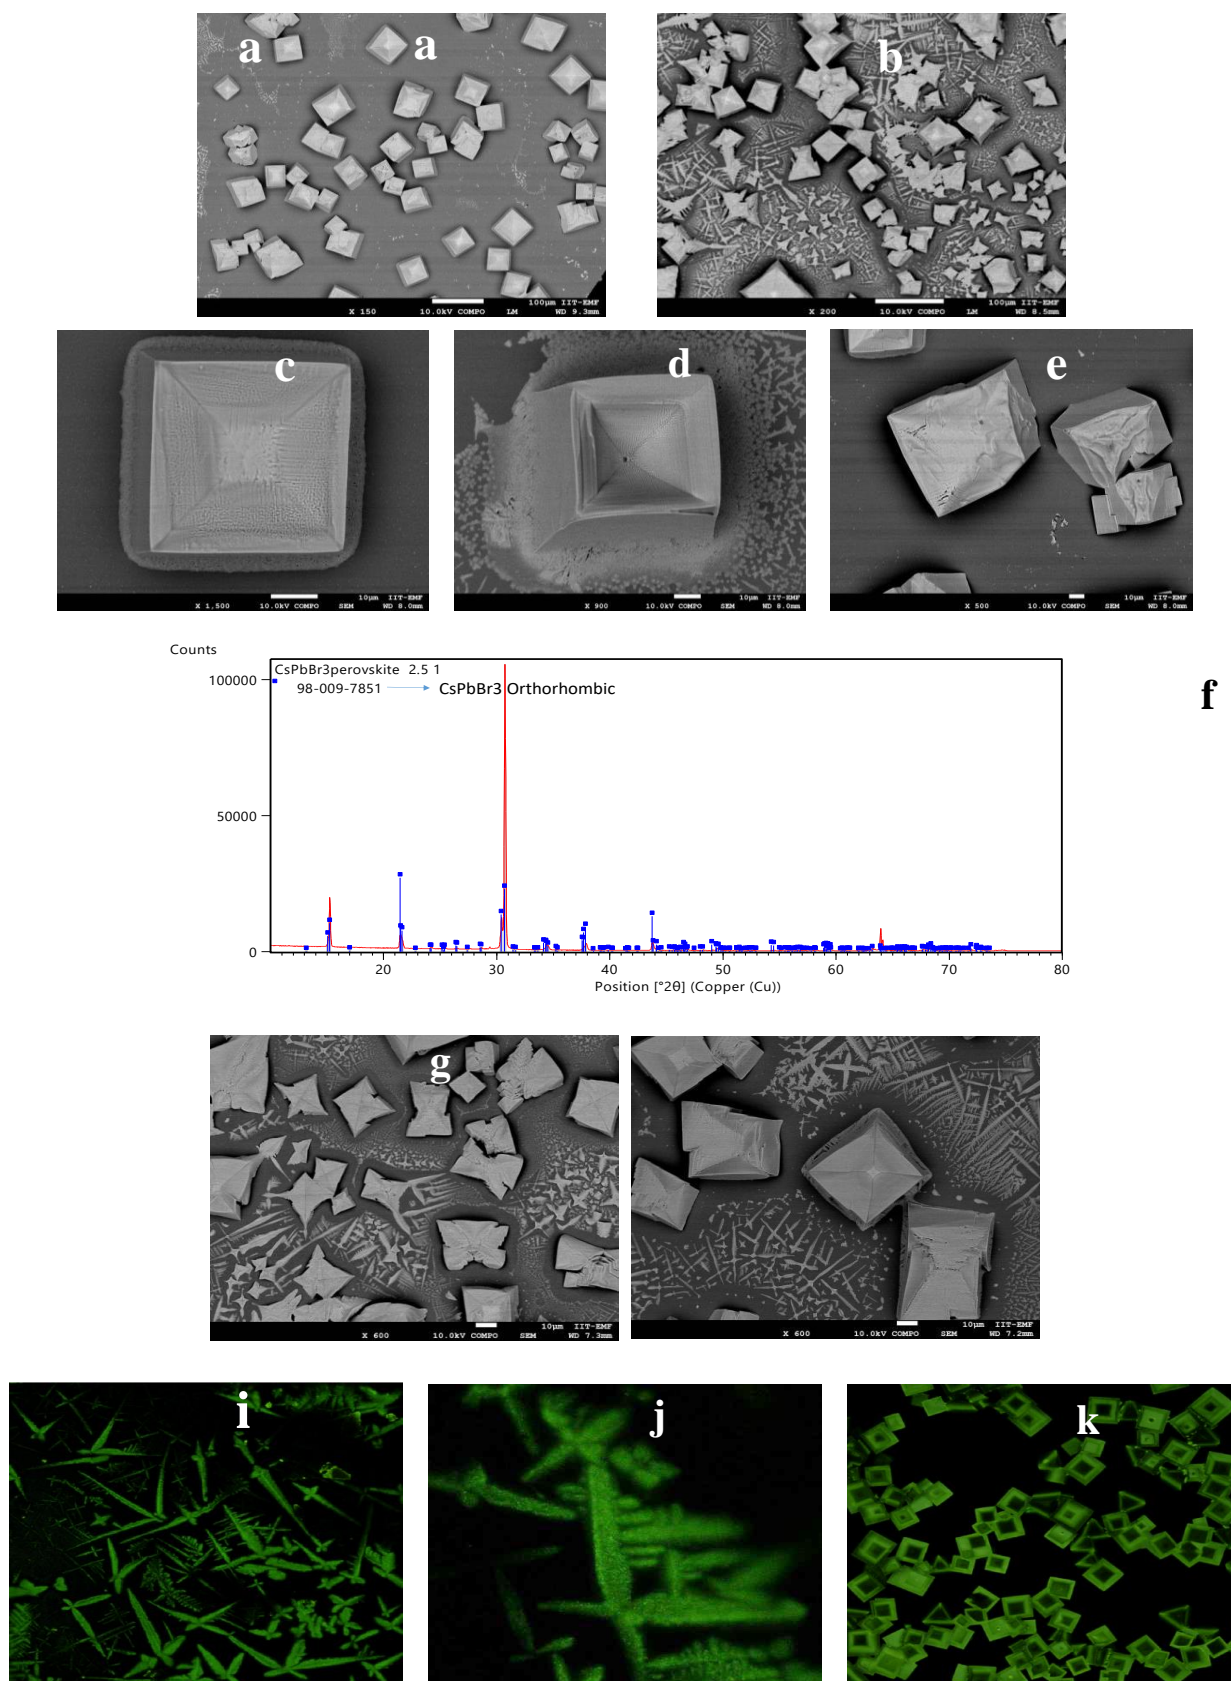 a a
b
100µm IIT-EMF
X 150 10.0kV COMPO LM WD 9.3mm
100µm IIT-EMF
X 200 10.0kV COMPO LM WD 8.5mm
c
d
e
10µm IIT-EMF
X 1,500 10.0kV COMPO SEM WD 8.0mm
10µm IIT-EMF
X 900 10.0kV COMPO SEM WD 8.0mm
10µm IIT-EMF
X 500 10.0kV COMPO SEM WD 8.0mm
Counts
CsPbBr3perovskite 2.5 1
98-009-7851 CsPbBr3 Orthorhombic
f
100000
50000
0
20 30 40 50 60 70 80
Position [°2θ] (Copper (Cu))
g
10µm IIT-EMF
X 600 10.0kV COMPO SEM WD 7.3mm
10µm IIT-EMF
X 600 10.0kV COMPO SEM WD 7.2mm
i
j
k